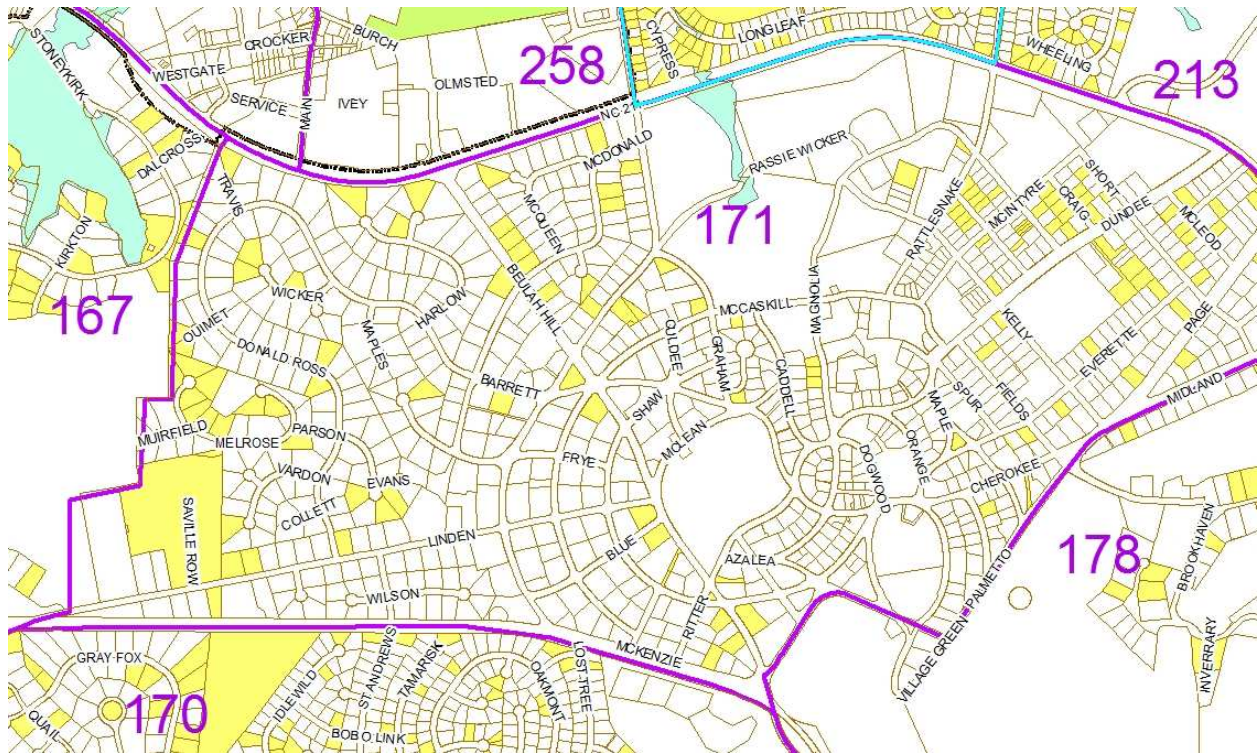 STONEYKIRK
CROCKER
BURCH
WESTGATE
SERVICE
MAIN
IVEY
OLMSTED
258
CYPRESS
LONGLEAF
WHEELING
213
NC 21
DALCROSS
MCDONALD
RASSIE WICKER
TRAVIS
MCQUEEN
171
RATTLESNAKE
MCINTYRE
CRAIG
SHORT
DUNDEE
MCLEOD
KIRKTON
167
WICKER
OUIMET
MAPLES
HARLOW
BEULAH HILL
CULDEE
GRAHAM
MCCASKILL
MAGNOLIA
KELLY
PAGE
DONALD ROSS
BARRETT
SHAW
CADDELL
EVERETTE
MIDLAND
SPUR
FIELDS
MAPLE
MUIRFIELD
MELROSE
PARSON
MCLEAN
ORANGE
DOGWOOD
FRYE
VARDON
EVANS
CHEROKEE
COLLETT
SAVILLE ROW
LINDEN
BLUE
AZALEA
178
BROOKHAVEN
WILSON
RITTER
VILLAGE GREEN
PALMETTO
MCKENZIE
INVERRARY
GRAY FOX
170
QUAIL
IDLEWILD
ST ANDREWS
TAMARISK
OAKMONT
LOST TREE
BOBO LINK